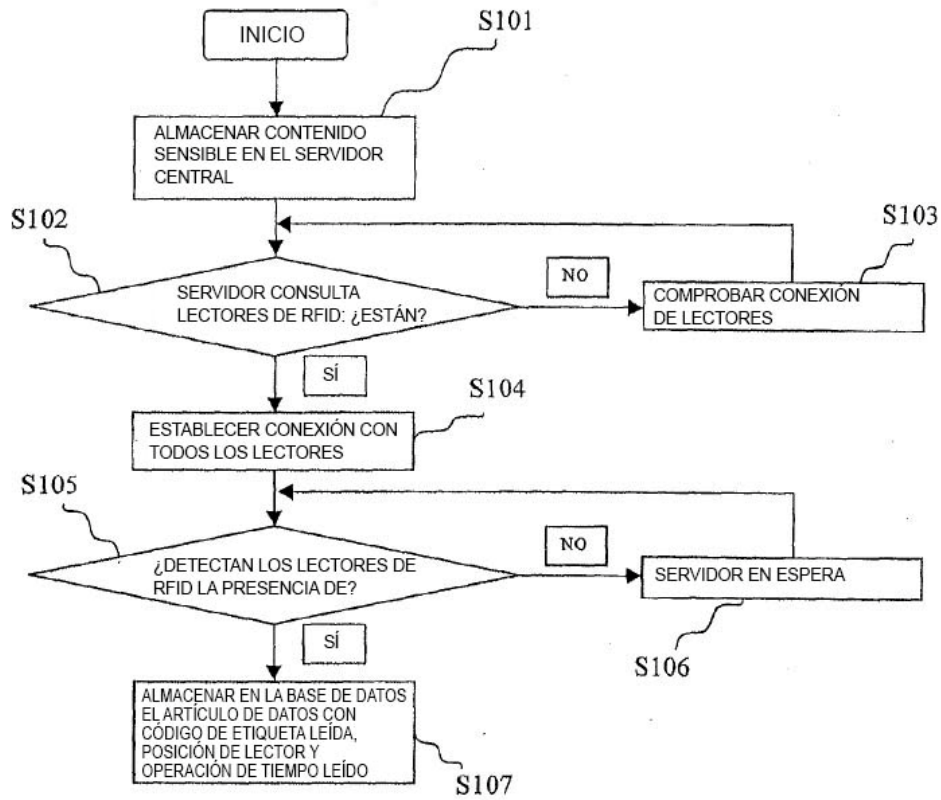 INICIO
S101
ALMACENAR CONTENIDO
SENSIBLE EN EL SERVIDOR
CENTRAL
S102
S103
SERVIDOR CONSULTA
LECTORES DE RFID: ¿ESTÁN?
NO
COMPROBAR CONEXIÓN
DE LECTORES
SÍ
S104
ESTABLECER CONEXIÓN CON
TODOS LOS LECTORES
S105
¿DETECTAN LOS LECTORES DE
RFID LA PRESENCIA DE?
NO
SERVIDOR EN ESPERA
SÍ
S106
ALMACENAR EN LA BASE DE DATOS
EL ARTÍCULO DE DATOS CON
CÓDIGO DE ETIQUETA LEÍDA,
POSICIÓN DE LECTOR Y
OPERACIÓN DE TIEMPO LEÍDO
S107